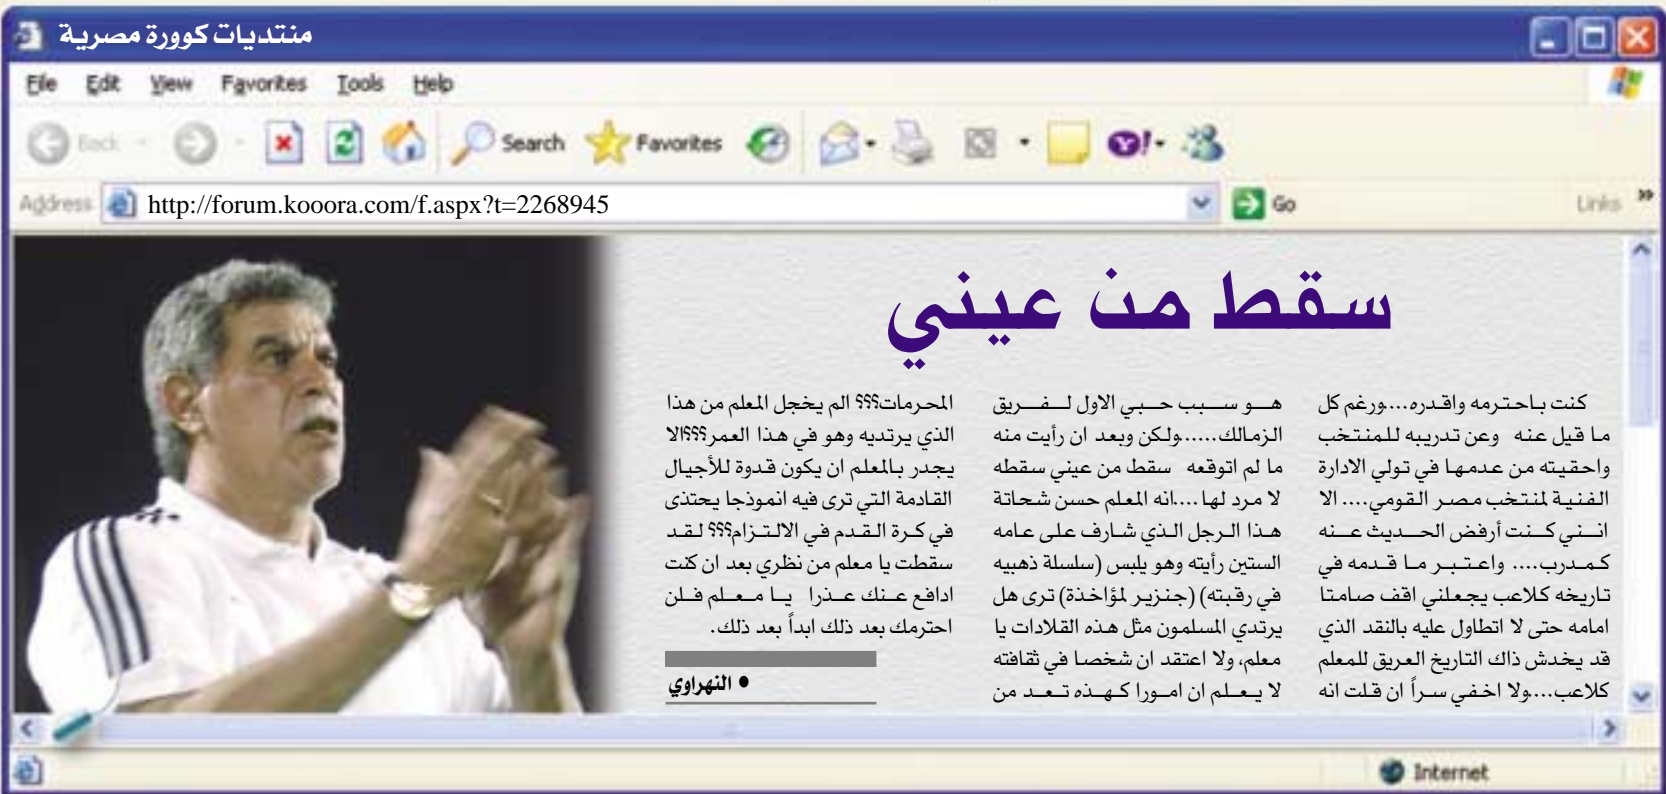 منتديات كوورة مصرية
File Edit View Favorites Tools Help
Back Search Favorites
Address http://forum.kooora.com/f.aspx?t=2268945 Go Links
سقط من عيني
كنت باحترمه واقدره....ورغم كل
ما قيل عنه وعن تدريبه للمنتخب
واحقيته من عدمها في تولي الادارة
الفنية لمنتخب مصر القومي.... الا
انني كنت أرفض الحديث عنه
كمدرب.... واعتبر ما قدمه في
تاريخه كلاعب يجعلني اقف صامتا
امامه حتى لا اتطاول عليه بالنقد الذي
قد يخدش ذاك التاريخ العريق للمعلم
كلاعب....ولا اخفي سراً ان قلت انه
هو سبب حبي الاول لفريق
الزمالك......ولكن وبعد ان رأيت منه
ما لم اتوقعه سقط من عيني سقطه
لا مرد لها....انه المعلم حسن شحاتة
هذا الرجل الذي شارف على عامه
الستين رأيته وهو يلبس (سلسلة ذهبيه
في رقبته) (جنزير لمؤاخذة) ترى هل
يرتدي المسلمون مثل هذه القلادات يا
معلم، ولا اعتقد ان شخصا في ثقافته
لا يعلم ان امورا كهذه تعد من
المحرمات؟؟؟ الم يخجل المعلم من هذا
الذي يرتديه وهو في هذا العمر؟؟؟الا
يجدر بالمعلم ان يكون قدوة للأجيال
القادمة التي ترى فيه انموذجا يحتذى
في كرة القدم في الالتزام؟؟؟ لقد
سقطت يا معلم من نظري بعد ان كنت
ادافع عنك عذرا يا معلم فلن
احترمك بعد ذلك ابداً بعد ذلك.
• النهراوي
Internet